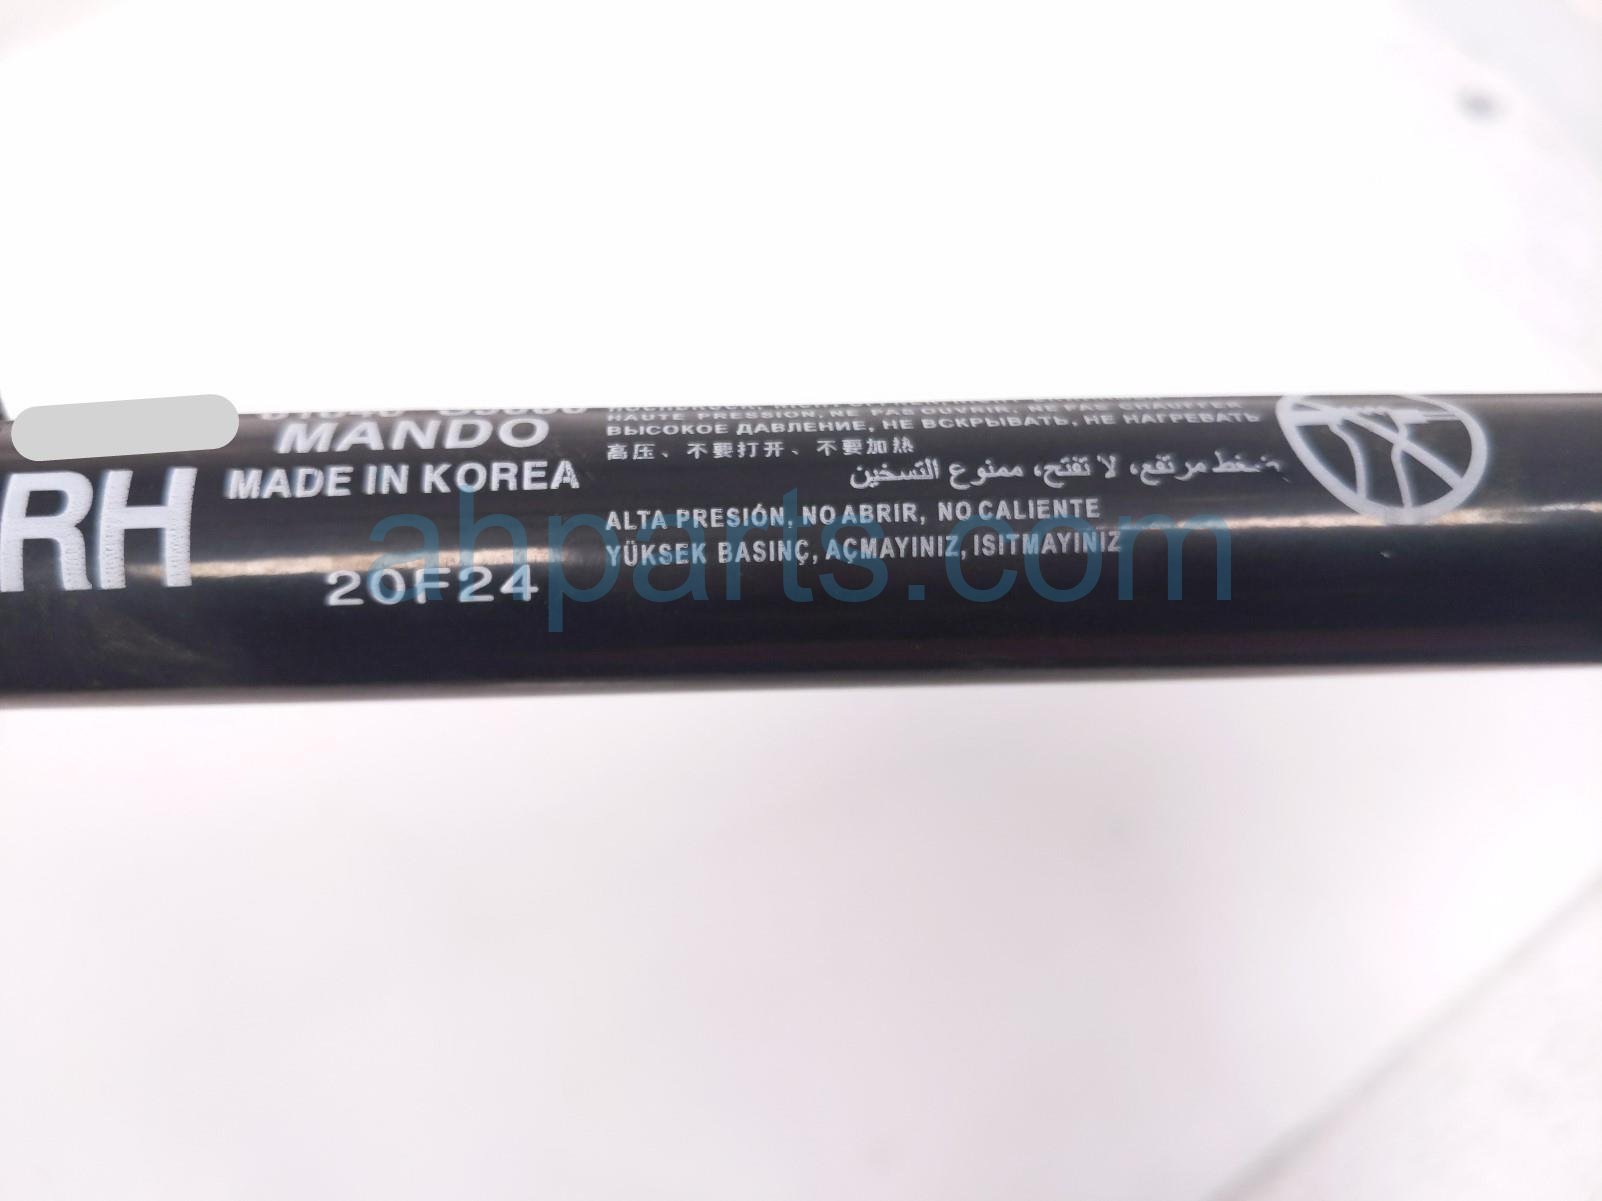 MANDO
RH
MADE IN KOREA
20F24
HAUTE PRESSION, NE PAS OUVRIR, NE PAS
ВЫСОКОЕ ДАВЛЕНИЕ, НЕ ВСКРЫВАТЬ, НЕ НАГРЕВАТЬ
高压、不要打开、不要加热
ضغط مرتفع، لا تفتح، ممنوع التسخين
ALTA PRESIÓN, NO ABRIR, NO CALIENTE
YÜKSEK BASINÇ, AÇMAYINIZ, ISITMAYINIZ
ahparts.com